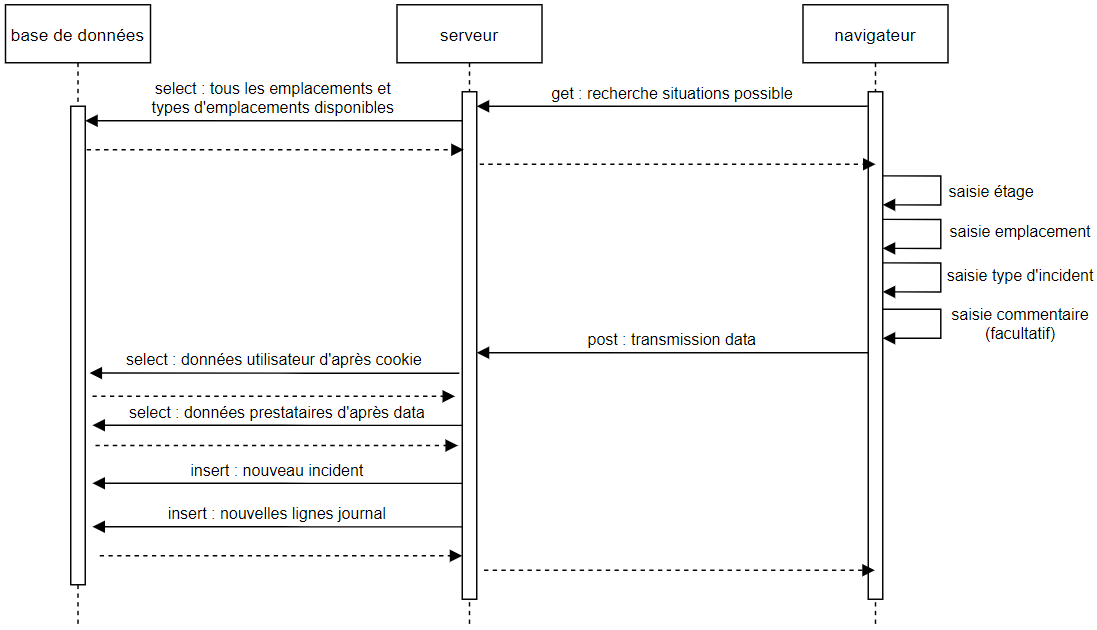 base de données
serveur
navigateur
select : tous les emplacements et
types d'emplacements disponibles
get : recherche situations possible
saisie étage
saisie emplacement
saisie type d'incident
saisie commentaire
(facultatif)
post : transmission data
select : données utilisateur d'après cookie
select : données prestataires d'après data
insert : nouveau incident
insert : nouvelles lignes journal